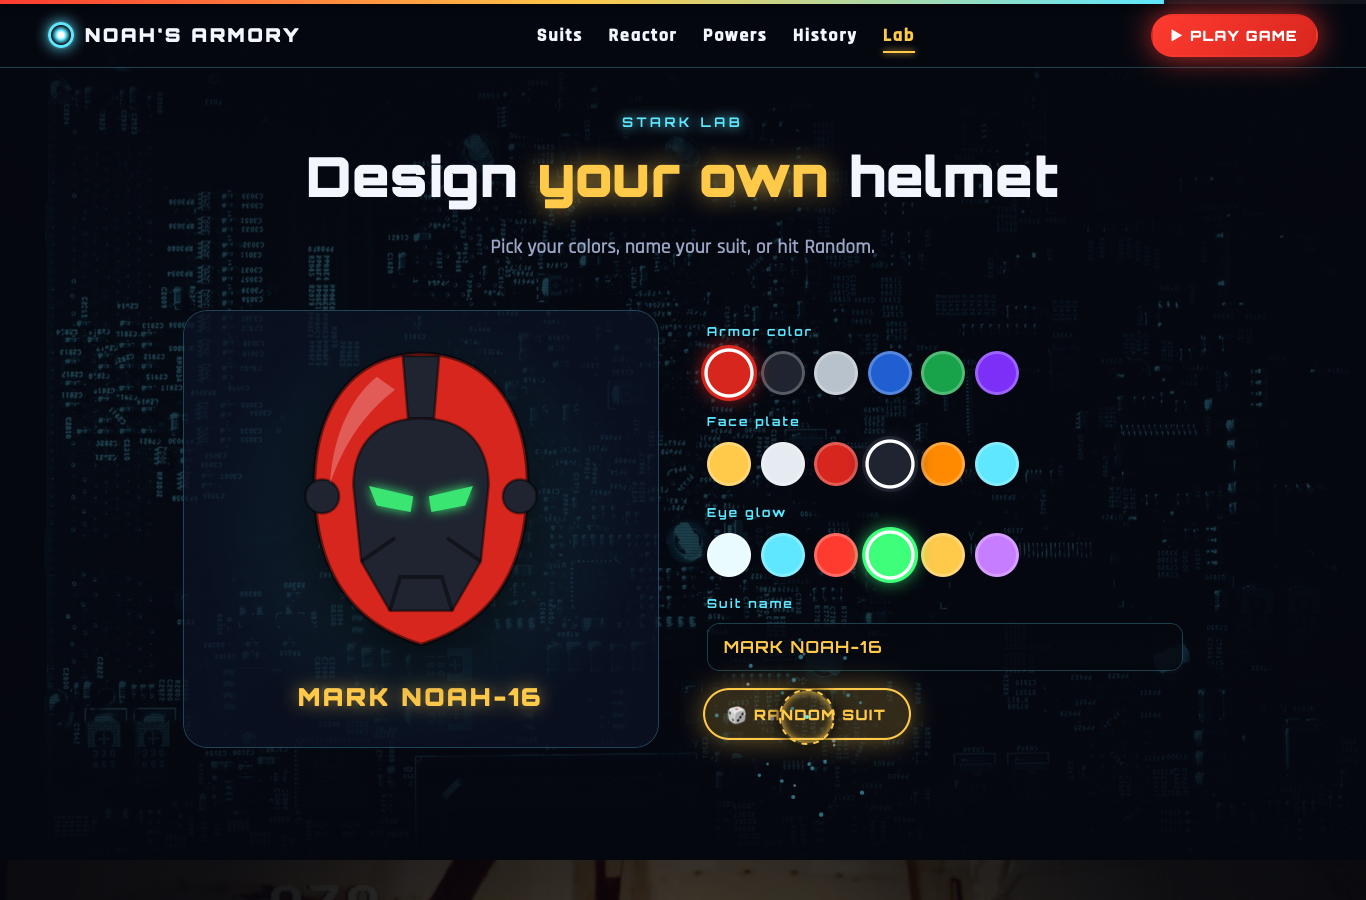 NOAH'S ARMORY
Suits
Reactor
Powers
History
Lab
PLAY GAME
STARK LAB
Design your own helmet
Pick your colors, name your suit, or hit Random.
Armor color
Face plate
Eye glow
Suit name
MARK NOAH-16
RANDOM SUIT
MARK NOAH-16